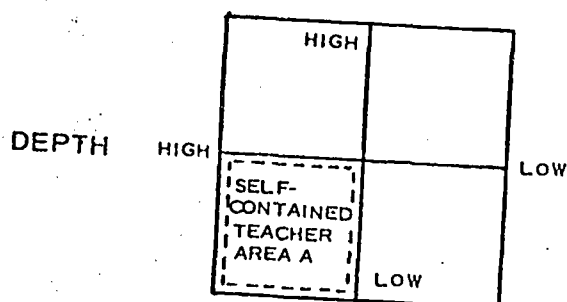 HIGH
DEPTH HIGH
LOW
SELF-
CONTAINED
TEACHER
AREA A
LOW